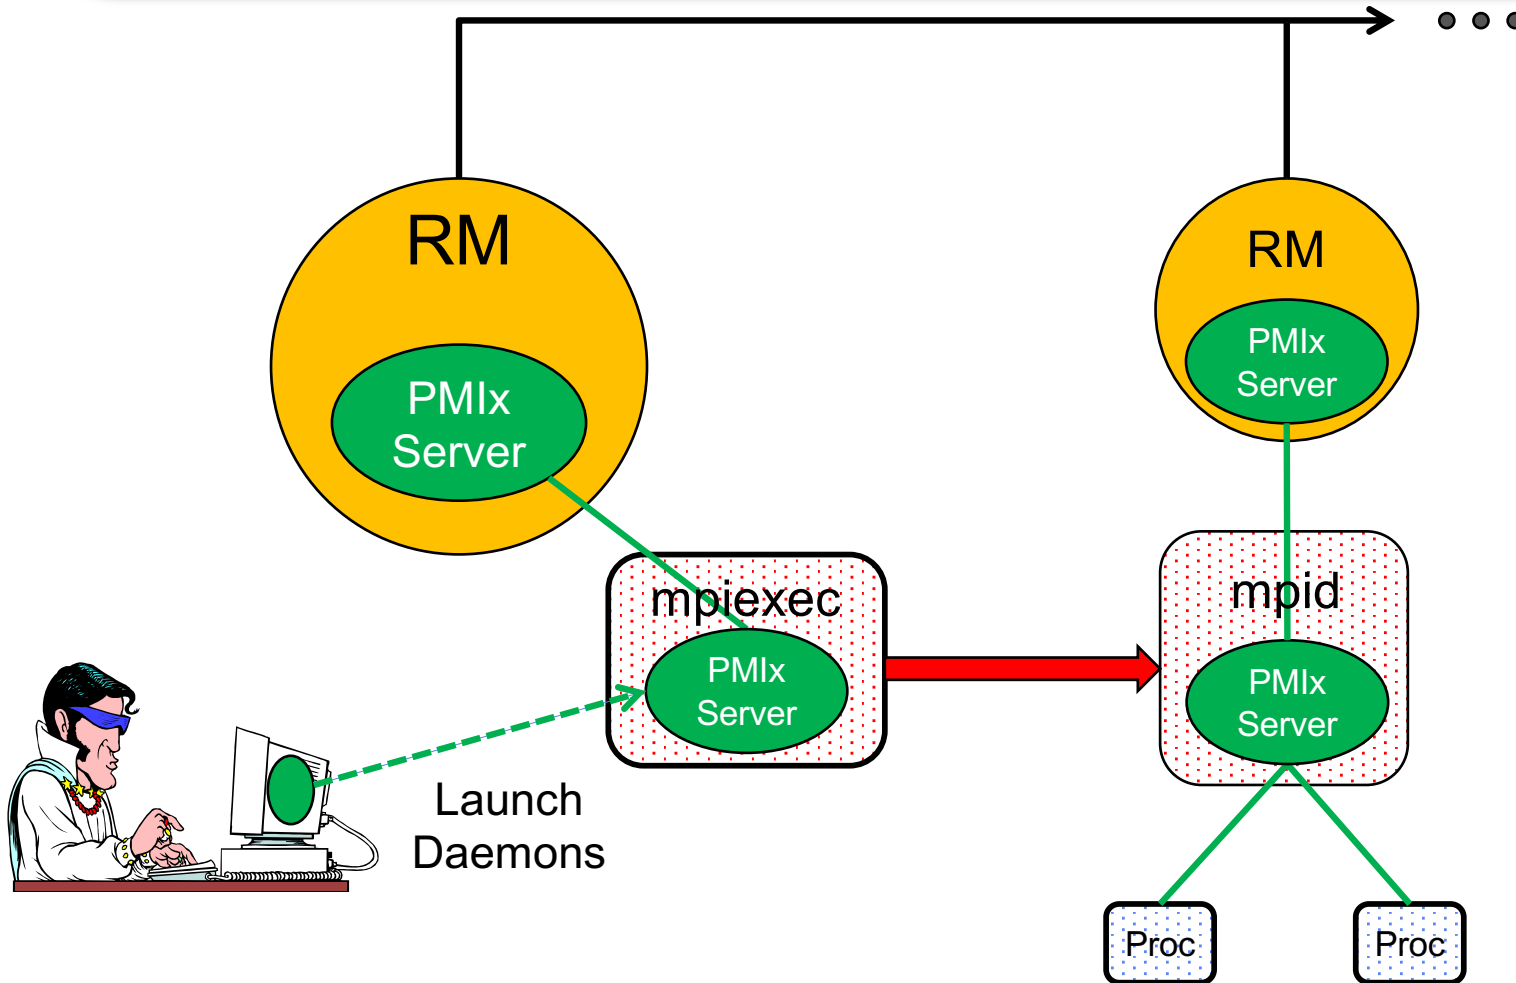 RM
PMIx
Server
RM
PMIx
Server
mpiexec
PMIx
Server
mpid
PMIx
Server
Launch
Daemons
Proc
Proc